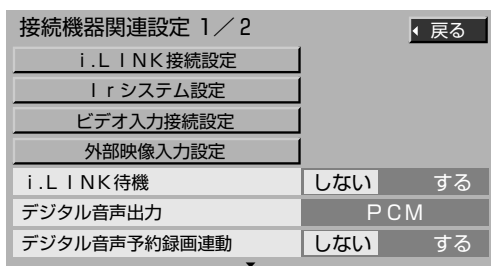 接続機器関連設定 1／2
戻る
ｉ.ＬＩＮＫ接続設定
Ｉｒシステム設定
ビデオ入力接続設定
外部映像入力設定
ｉ.ＬＩＮＫ待機 しない する
デジタル音声出力 ＰＣＭ
デジタル音声予約録画連動 しない する